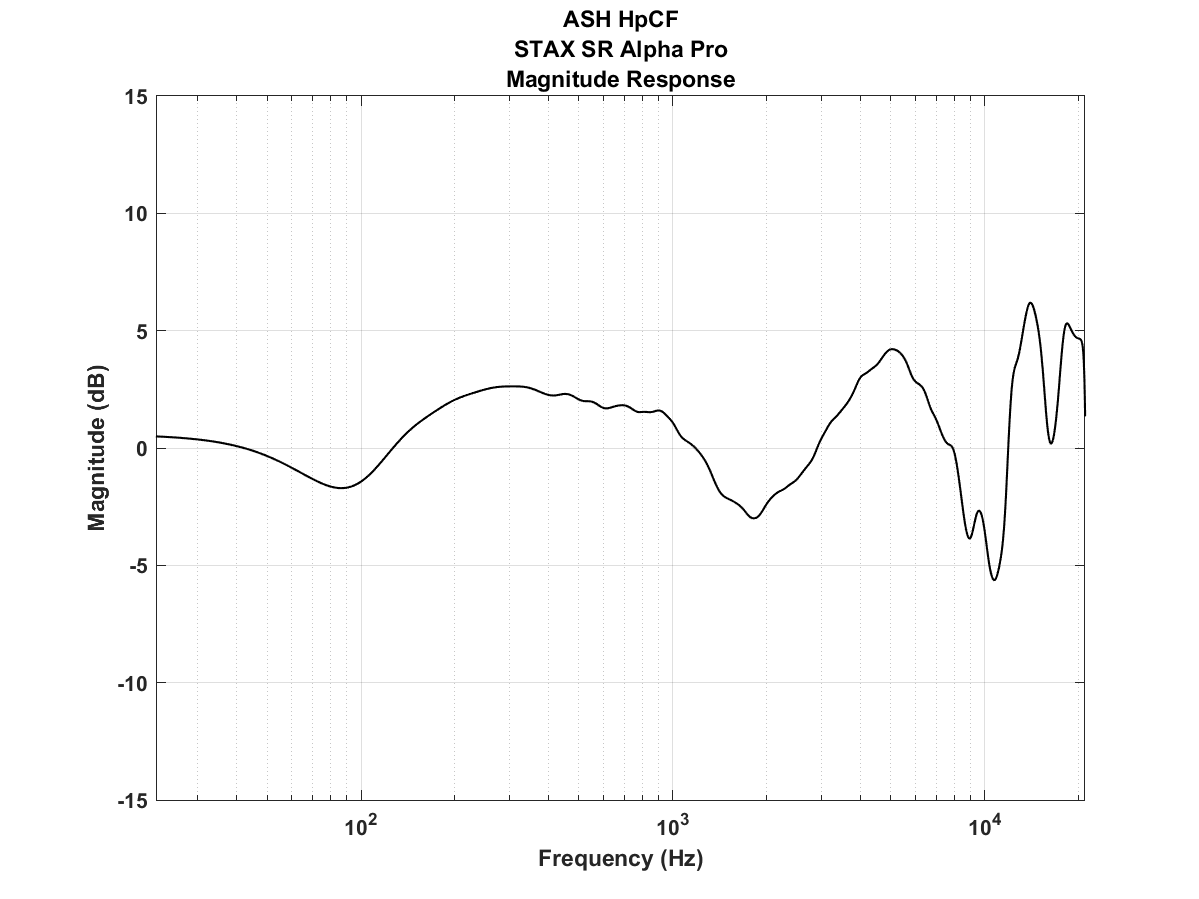 ASH HpCF
STAX SR Alpha Pro
Magnitude Response
15
10
5
0
-5
-10
-15
Magnitude (dB)
10² 10³ 10⁴
Frequency (Hz)